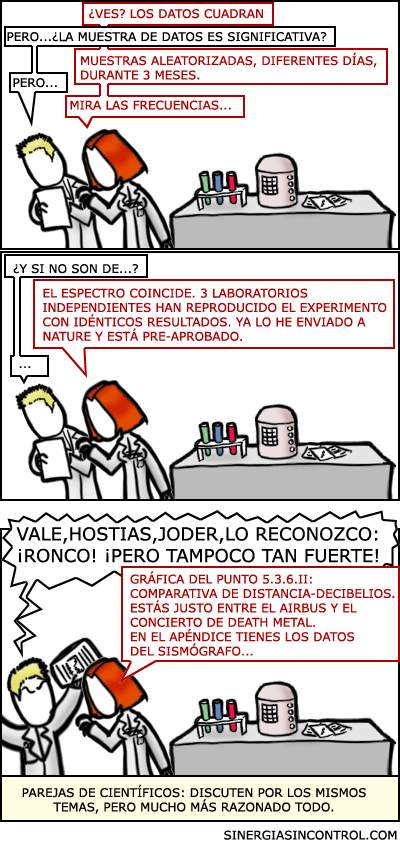 ¿VES? LOS DATOS CUADRAN
PERO...¿LA MUESTRA DE DATOS ES SIGNIFICATIVA?
MUESTRAS ALEATORIZADAS, DIFERENTES DÍAS,
DURANTE 3 MESES.
PERO...
MIRA LAS FRECUENCIAS...
¿Y SI NO SON DE...?
EL ESPECTRO COINCIDE. 3 LABORATORIOS
INDEPENDIENTES HAN REPRODUCIDO EL EXPERIMENTO
CON IDÉNTICOS RESULTADOS. YA LO HE ENVIADO A
NATURE Y ESTÁ PRE-APROBADO.
...
VALE,HOSTIAS,JODER,LO RECONOZCO:
¡RONCO! ¡PERO TAMPOCO TAN FUERTE!
GRÁFICA DEL PUNTO 5.3.6.II:
COMPARATIVA DE DISTANCIA-DECIBELIOS.
ESTÁS JUSTO ENTRE EL AIRBUS Y EL
CONCIERTO DE DEATH METAL.
EN EL APÉNDICE TIENES LOS DATOS
DEL SISMÓGRAFO...
PAREJAS DE CIENTÍFICOS: DISCUTEN POR LOS MISMOS
TEMAS, PERO MUCHO MÁS RAZONADO TODO.
SINERGIASINCONTROL.COM